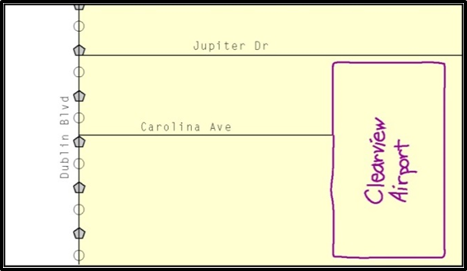 Jupiter Dr
Carolina Ave
Dublin Blvd
Clearview
Airport